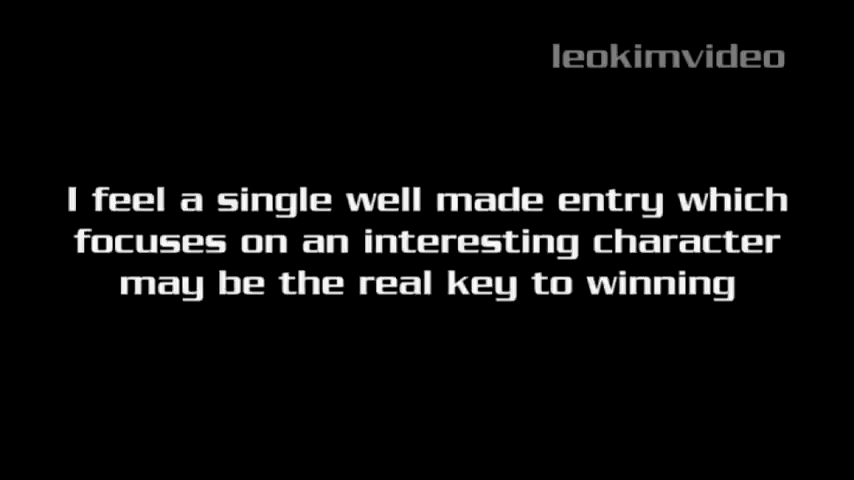 leokimvideo
I feel a single well made entry which
focuses on an interesting character
may be the real key to winning